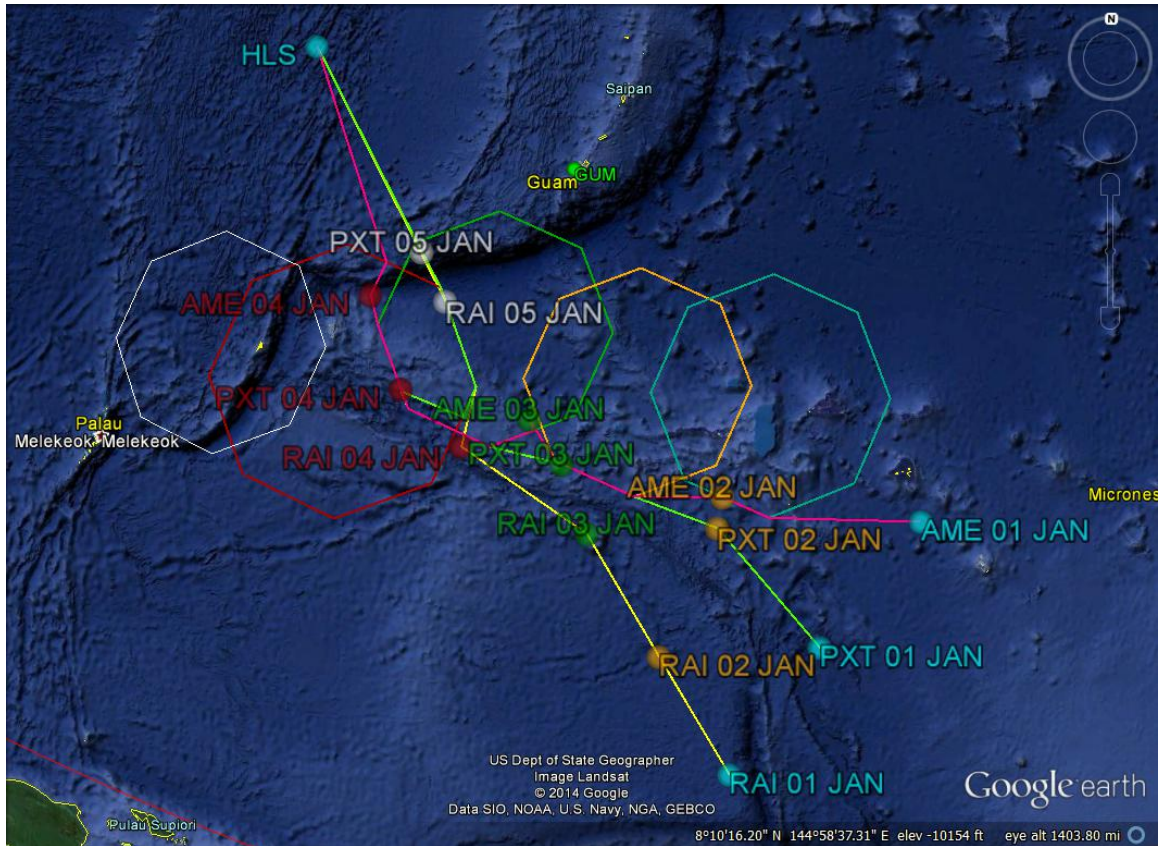 N
HLS
Saipan
Guam
GUM
PXT 05 JAN
AME 04 JAN
RAI 05 JAN
PXT 04 JAN
AME 03 JAN
Palau
Melekeok Melekeok
RAI 04 JAN
PXT 03 JAN
AME 02 JAN
Micrones
RAI 03 JAN
PXT 02 JAN
AME 01 JAN
RAI 02 JAN
PXT 01 JAN
US Dept of State Geographer
Image Landsat
© 2014 Google
Data SIO, NOAA, U.S. Navy, NGA, GEBCO
RAI 01 JAN
Google earth
Pulau Supiori
8°10'16.20" N 144°58'37.31" E elev -10154 ft eye alt 1403.80 mi